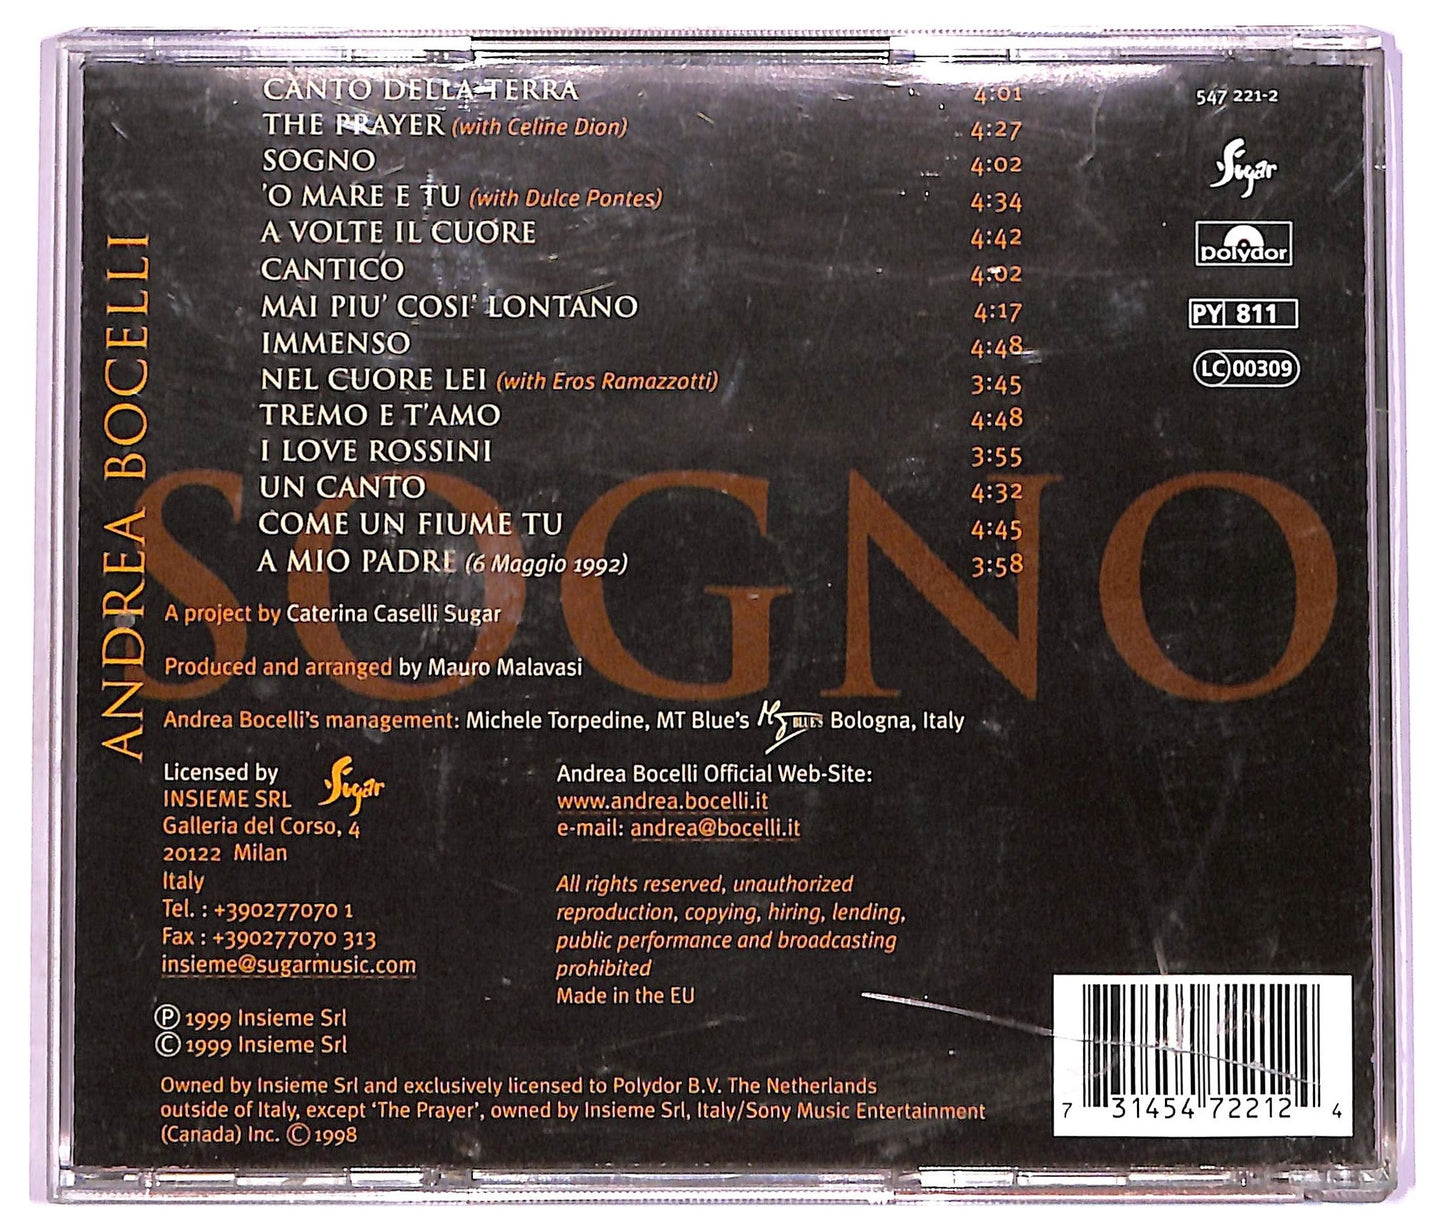 CANTO DELLA TERRA 4:01
THE PRAYER (with Celine Dion) 4:27
SOGNO 4:02
'O MARE E TU (with Dulce Pontes) 4:34
A VOLTE IL CUORE 4:42
CANTICO 4:02
MAI PIU' COSI' LONTANO 4:17
IMMENSO 4:48
NEL CUORE LEI (with Eros Ramazzotti) 3:45
TREMO E T'AMO 4:48
I LOVE ROSSINI 3:55
UN CANTO 4:32
COME UN FIUME TU 4:45
A MIO PADRE (6 Maggio 1992) 3:58
547 221-2
Sugar
polydor
PY 811
LC 00309
ANDREA BOCELLI
SOGNO
A project by Caterina Caselli Sugar
Produced and arranged by Mauro Malavasi
Andrea Bocelli's management: Michele Torpedine, MT Blue's MT BLUE'S Bologna, Italy
Licensed by
INSIEME SRL Sugar
Galleria del Corso, 4
20122 Milan
Italy
Tel. : +390277070 1
Fax : +390277070 313
insieme@sugarmusic.com
Andrea Bocelli Official Web-Site:
www.andrea.bocelli.it
e-mail: andrea@bocelli.it
All rights reserved, unauthorized
reproduction, copying, hiring, lending,
public performance and broadcasting
prohibited
Made in the EU
Ⓟ 1999 Insieme Srl
© 1999 Insieme Srl
Owned by Insieme Srl and exclusively licensed to Polydor B.V. The Netherlands
outside of Italy, except 'The Prayer', owned by Insieme Srl, Italy/Sony Music Entertainment
(Canada) Inc. © 1998
7 31454 72212 4